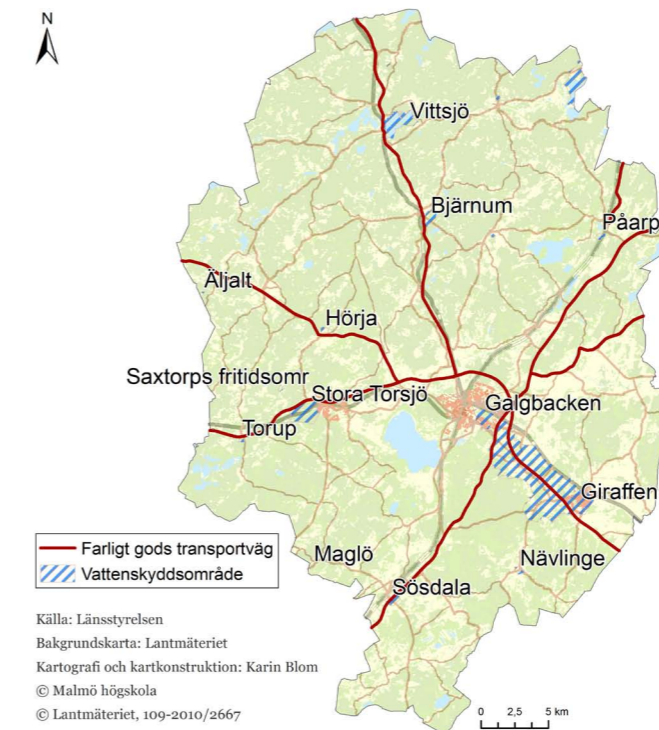 N
Vittsjö
Bjärnum
Påarp
Äljalt
Hörja
Saxtorps fritidsomr
Stora Torsjö
Galgbacken
Torup
Giraffen
Maglö
Nävlinge
Sösdala
Farligt gods transportväg
Vattenskyddsområde
Källa: Länsstyrelsen
Bakgrundskarta: Lantmäteriet
Kartografi och kartkonstruktion: Karin Blom
© Malmö högskola
© Lantmäteriet, 109-2010/2667
0 2,5 5 km